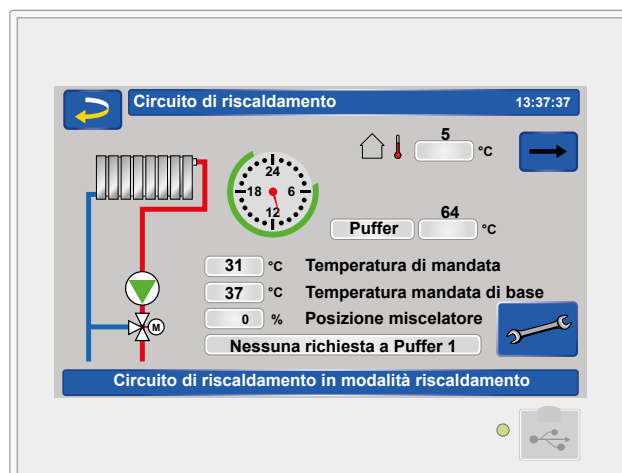 Circuito di riscaldamento 13:37:37
5 °C
24
18 6
12
64
Puffer °C
31 °C Temperatura di mandata
37 °C Temperatura mandata di base
0 % Posizione miscelatore
M
Nessuna richiesta a Puffer 1
Circuito di riscaldamento in modalità riscaldamento